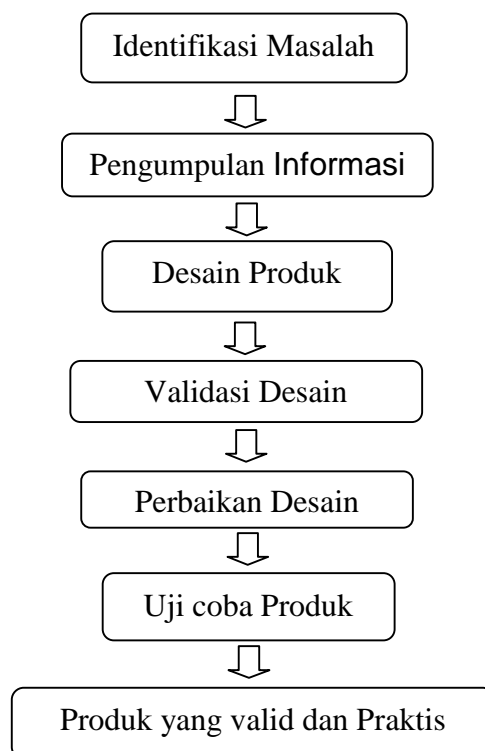 Identifikasi Masalah
Pengumpulan Informasi
Desain Produk
Validasi Desain
Perbaikan Desain
Uji coba Produk
Produk yang valid dan Praktis